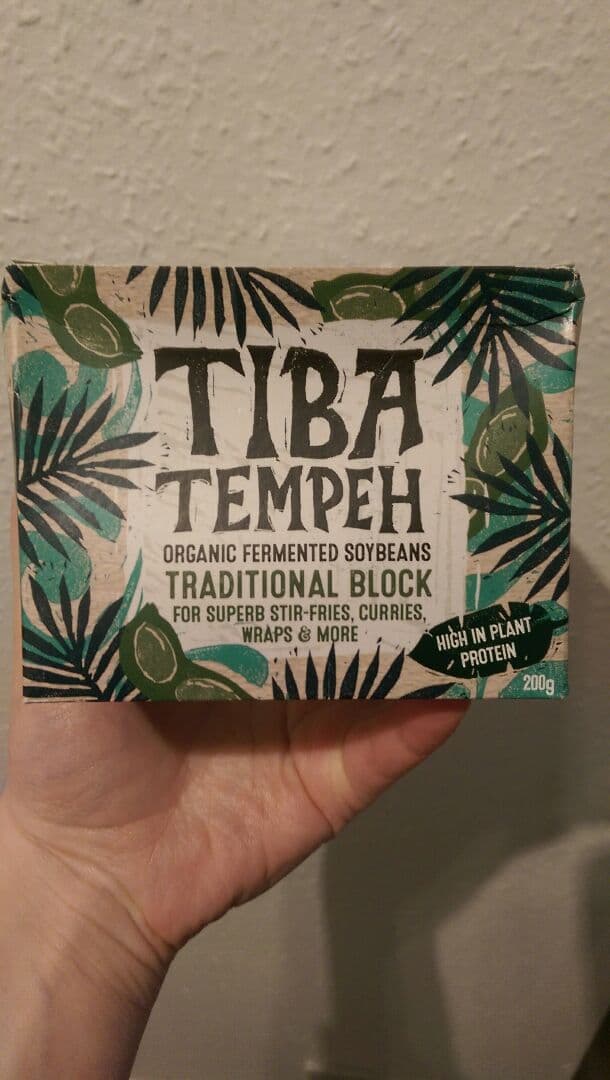 TIBA
TEMPEH
ORGANIC FERMENTED SOYBEANS
TRADITIONAL BLOCK
FOR SUPERB STIR-FRIES, CURRIES,
WRAPS & MORE
HIGH IN PLANT
PROTEIN
200g